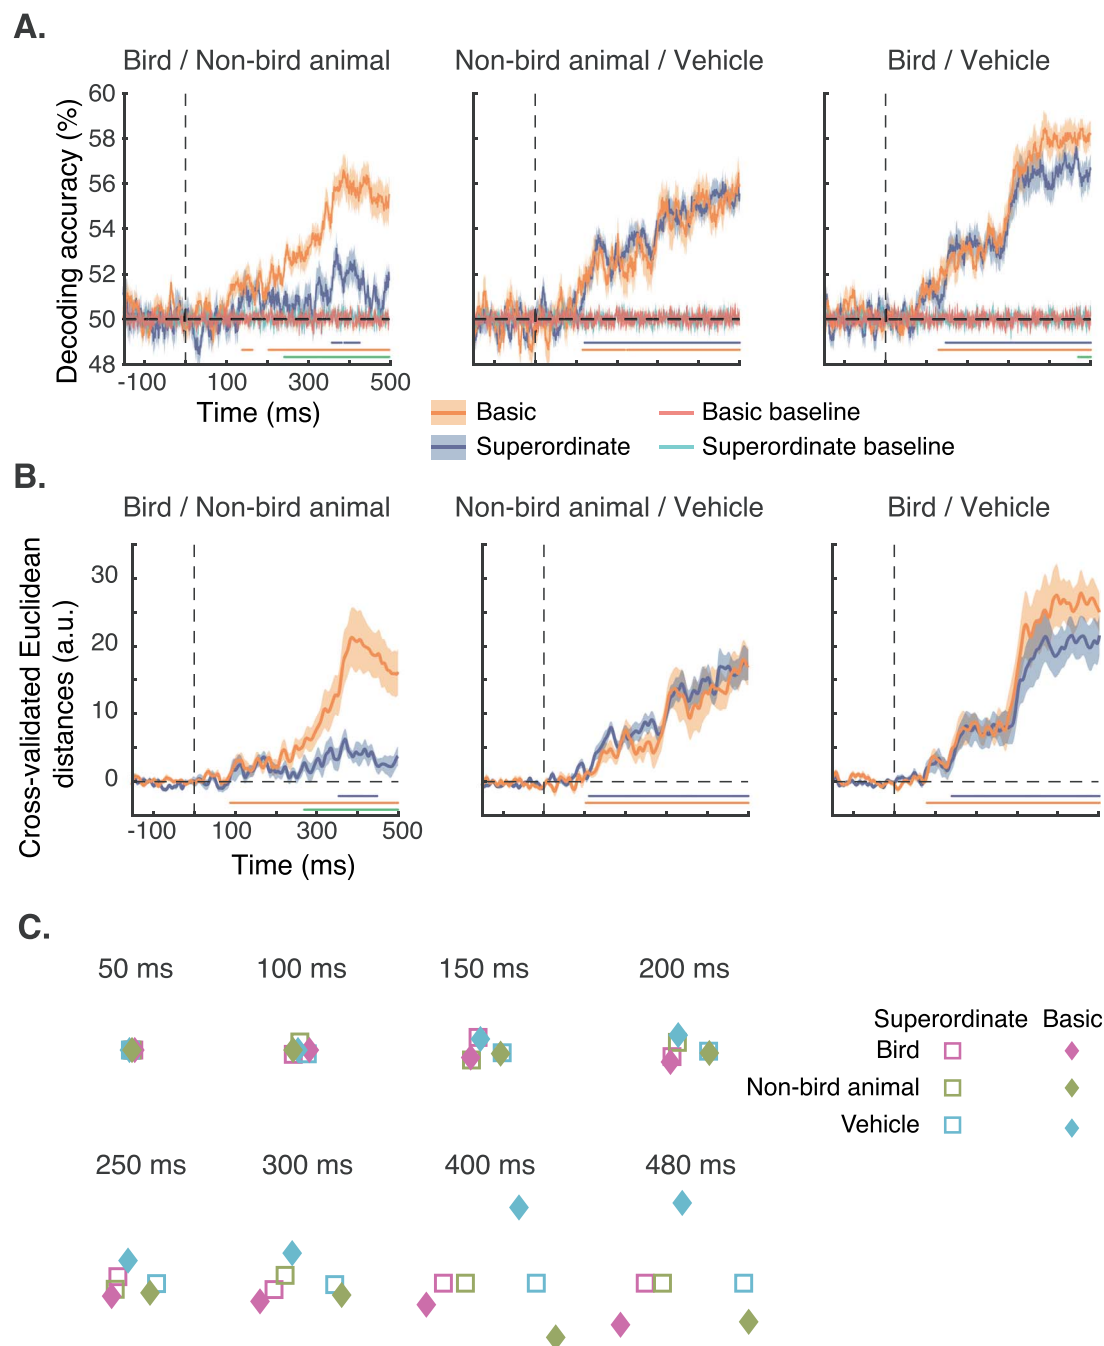 A.
Bird / Non-bird animal
Non-bird animal / Vehicle
Bird / Vehicle
Decoding accuracy (%)
60
58
56
54
52
50
48
-100
100
300
500
Time (ms)
Basic
Superordinate
Basic baseline
Superordinate baseline
B.
Bird / Non-bird animal
Non-bird animal / Vehicle
Bird / Vehicle
Cross-validated Euclidean
distances (a.u.)
30
20
10
0
-100
100
300
500
Time (ms)
C.
50 ms
100 ms
150 ms
200 ms
Superordinate
Basic
Bird
Non-bird animal
Vehicle
250 ms
300 ms
400 ms
480 ms